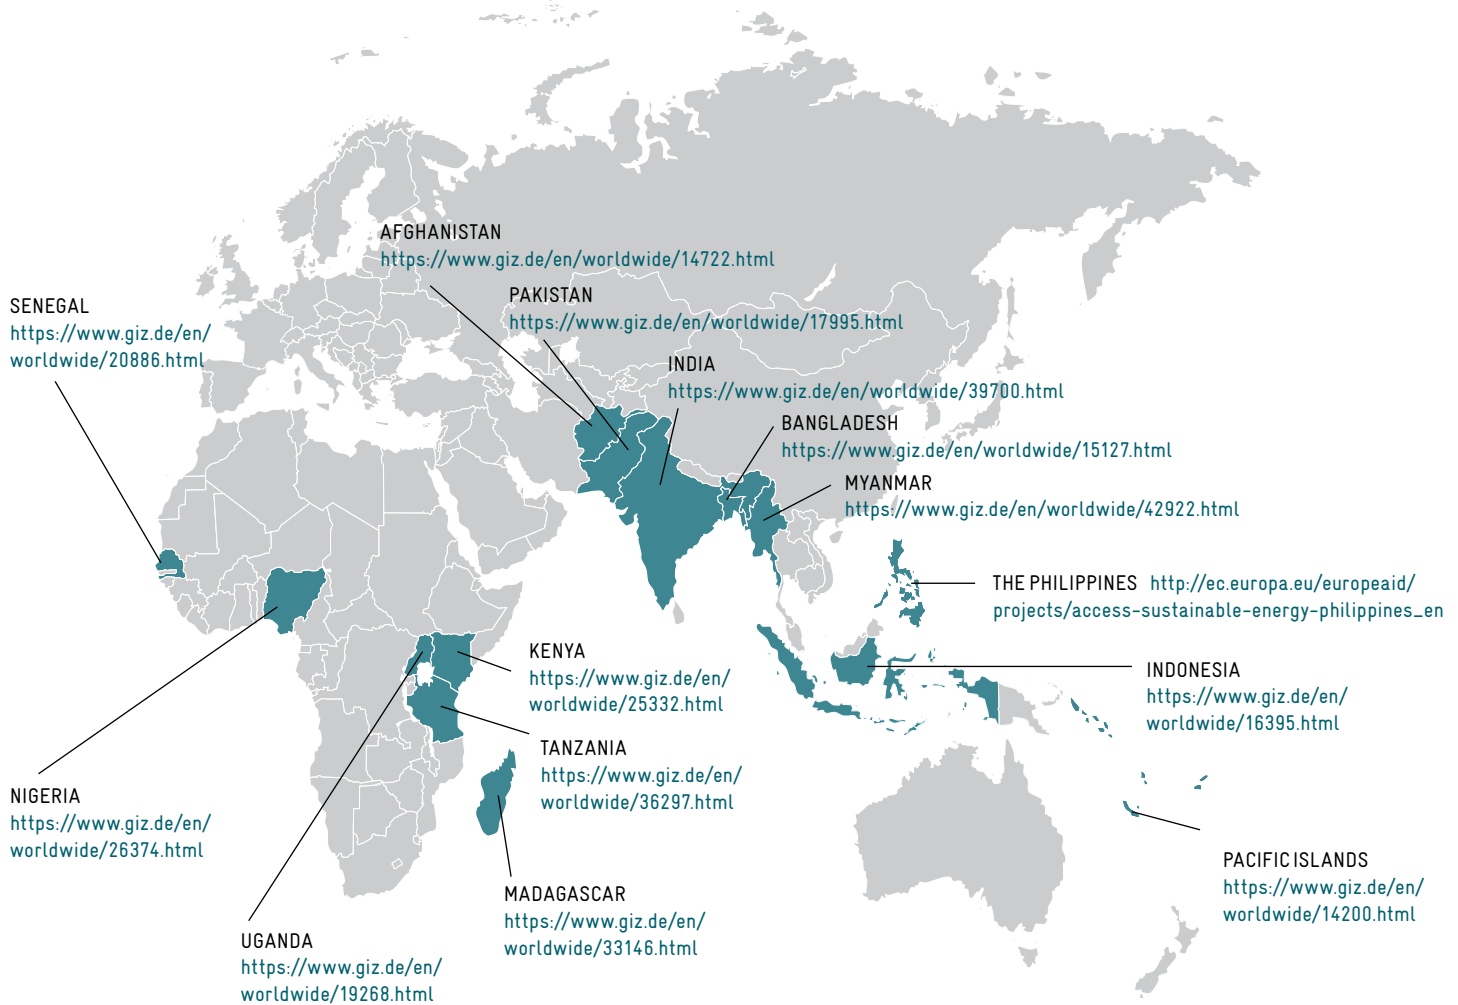 AFGHANISTAN
https://www.giz.de/en/worldwide/14722.html
PAKISTAN
https://www.giz.de/en/worldwide/17995.html
SENEGAL
https://www.giz.de/en/
worldwide/20886.html
INDIA
https://www.giz.de/en/worldwide/39700.html
BANGLADESH
https://www.giz.de/en/worldwide/15127.html
MYANMAR
https://www.giz.de/en/worldwide/42922.html
THE PHILIPPINES http://ec.europa.eu/europeaid/
projects/access-sustainable-energy-philippines_en
KENYA
https://www.giz.de/en/
worldwide/25332.html
INDONESIA
https://www.giz.de/en/
worldwide/16395.html
TANZANIA
https://www.giz.de/en/
worldwide/36297.html
NIGERIA
https://www.giz.de/en/
worldwide/26374.html
PACIFIC ISLANDS
https://www.giz.de/en/
worldwide/14200.html
MADAGASCAR
https://www.giz.de/en/
worldwide/33146.html
UGANDA
https://www.giz.de/en/
worldwide/19268.html